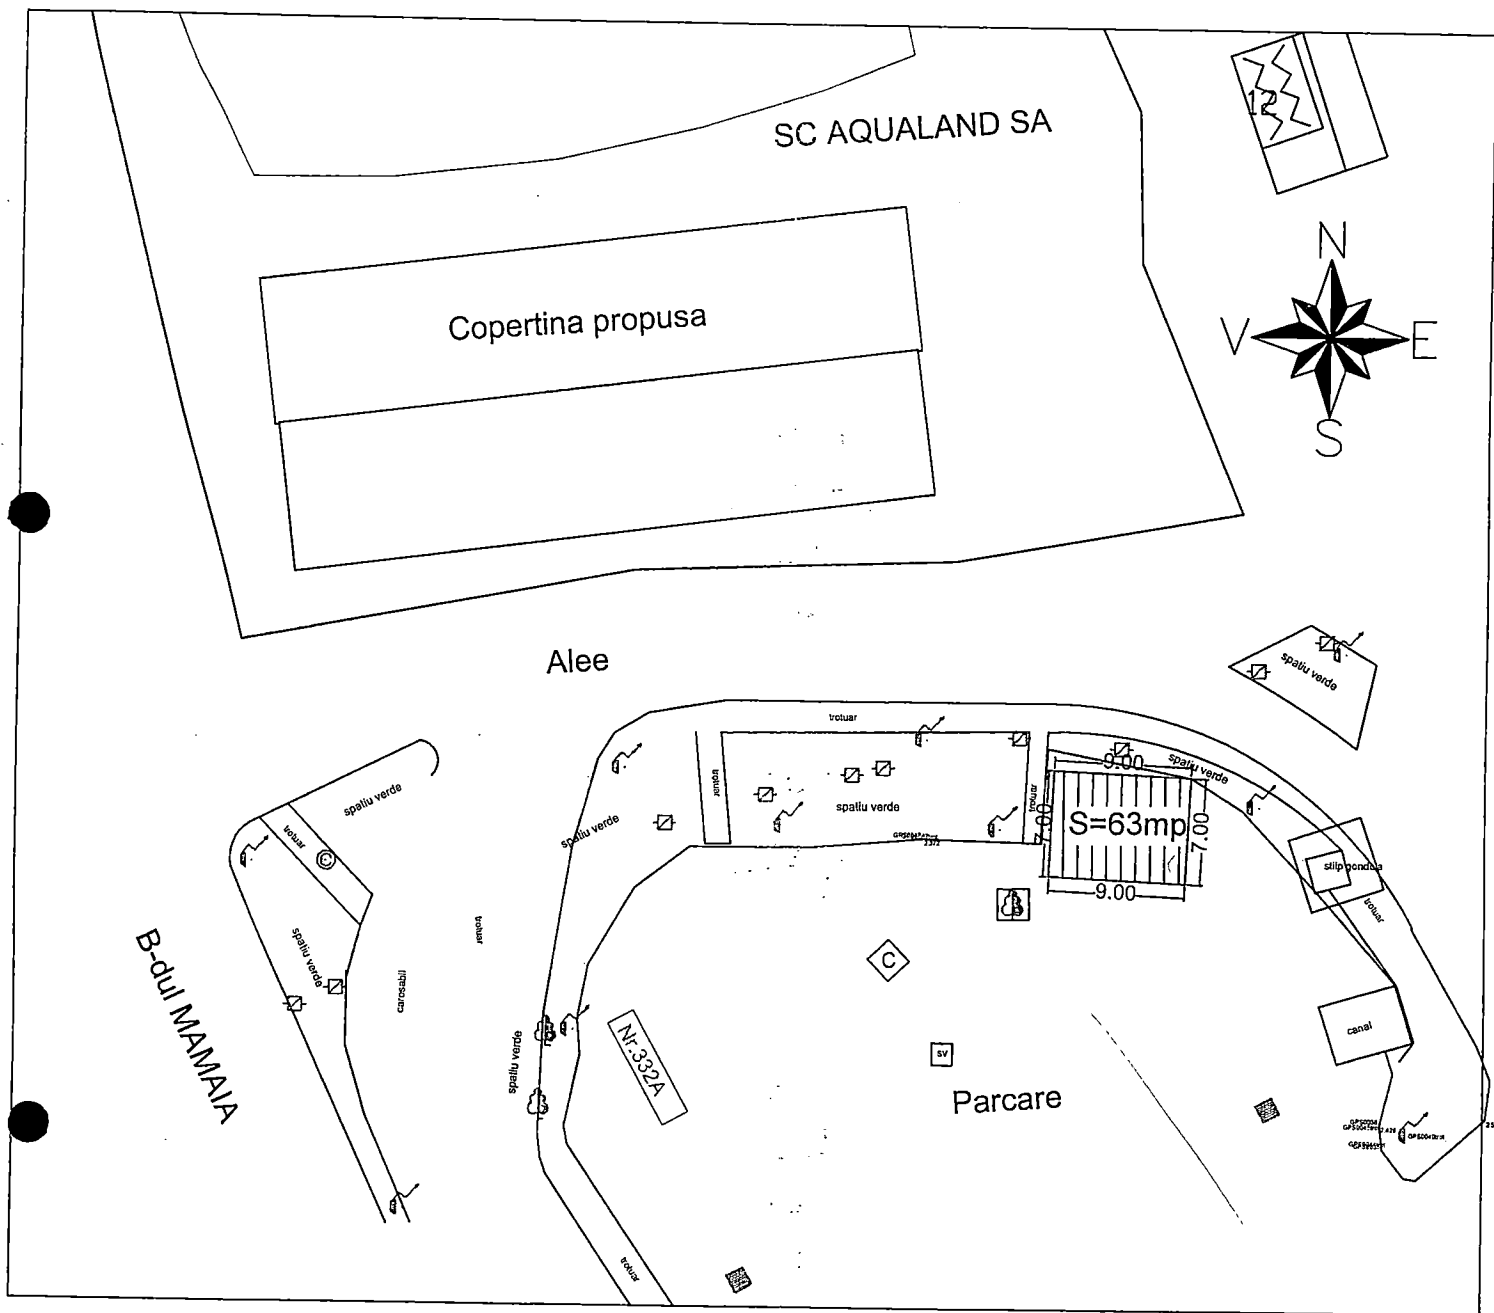 SC AQUALAND SA
12
N
Copertina propusa
V
E
S
Alee
spatiu verde
trotuar
spatiu verde
9.00
spatiu verde
trotuar
trotuar
spatiu verde
7.00
S=63mp
7.00
trotuar
spatiu verde
stilp gondola
9.00
trotuar
spatiu verde
trotuar
B-dul MAMAIA
carosabil
C
spatiu verde
Nr.332A
canal
sv
Parcare
trotuar